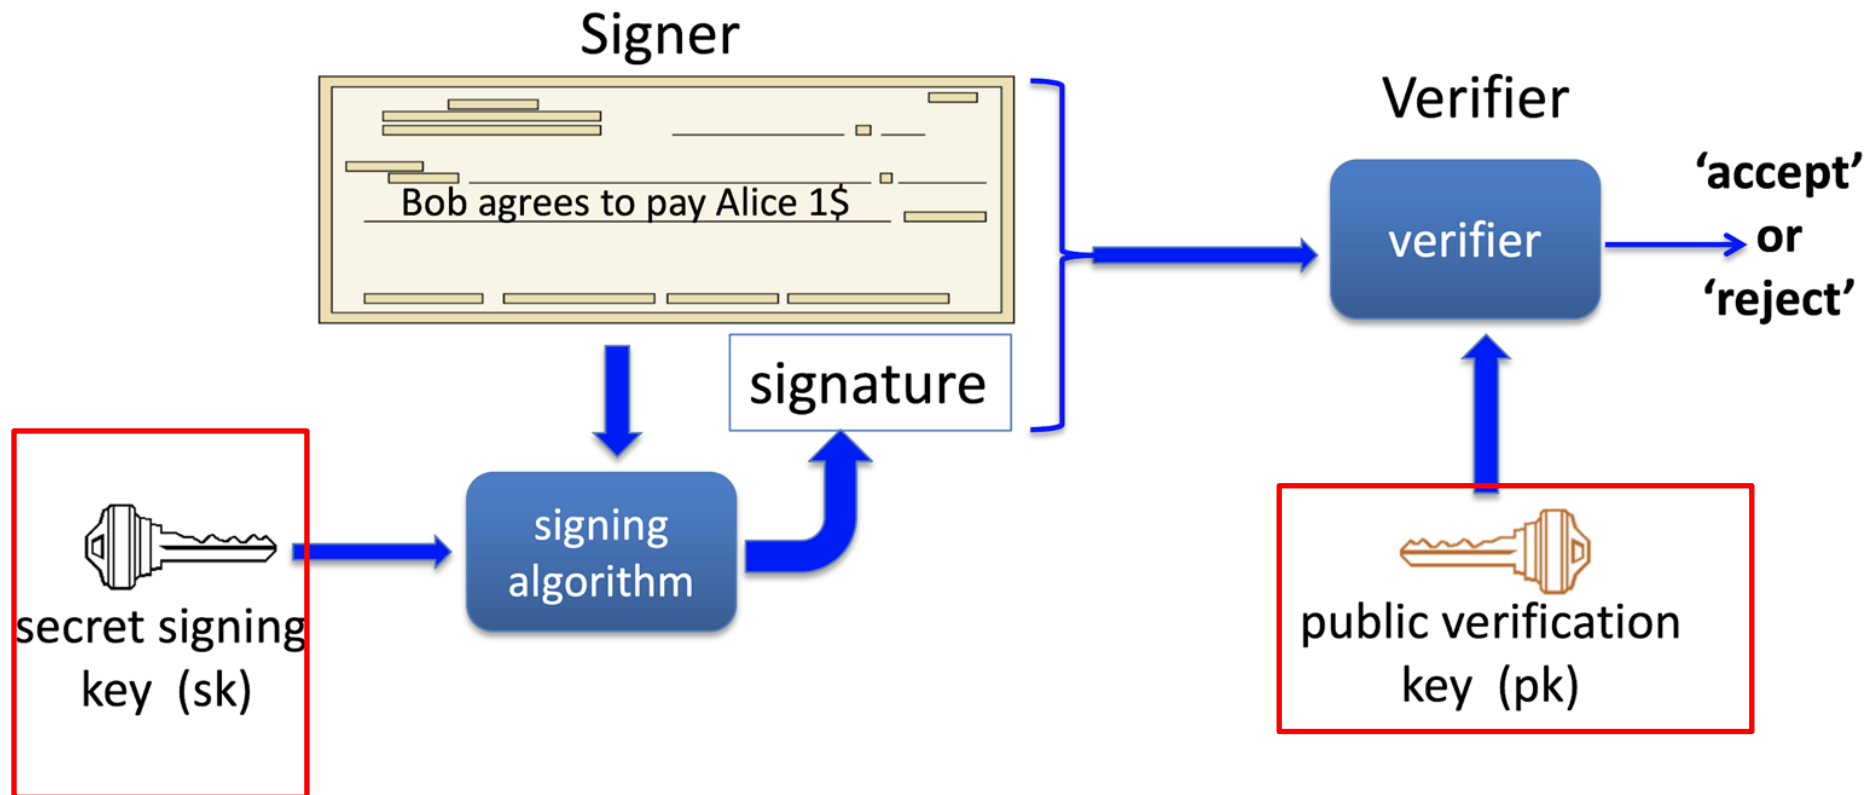 Signer
Bob agrees to pay Alice 1$
signature
secret signing
key (sk)
signing
algorithm
Verifier
verifier
‘accept’
or
‘reject’
public verification
key (pk)